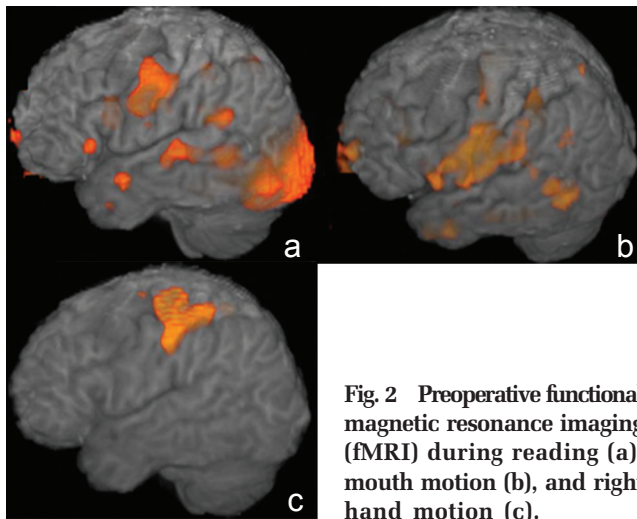 a
b
c
Fig. 2 Preoperative functional
magnetic resonance imaging
(fMRI) during reading (a)
mouth motion (b), and right
hand motion (c).